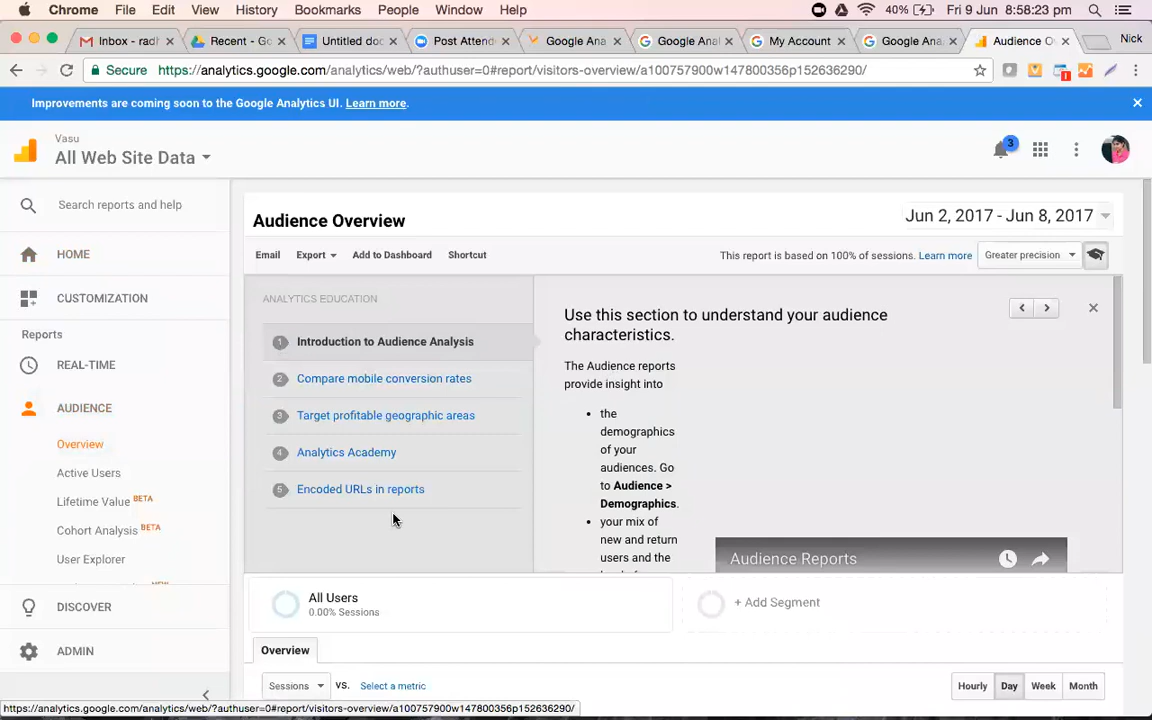 Chrome File Edit View History Bookmarks People Window Help 40% Fri 9 Jun 8:58:23 pm
Inbox - rad Recent - Go Untitled doc Post Attend Google Ana Google Anal My Account Google Ana Audience O Nick
Secure https://analytics.google.com/analytics/web/?authuser=0#report/visitors-overview/a100757900w147800356p152636290/
Improvements are coming soon to the Google Analytics UI. Learn more.
Vasu
All Web Site Data
3
Search reports and help
HOME
CUSTOMIZATION
Reports
REAL-TIME
AUDIENCE
Overview
Active Users
Lifetime Value BETA
Cohort Analysis BETA
User Explorer
NEW
DISCOVER
ADMIN
Audience Overview
Jun 2, 2017 - Jun 8, 2017
Email Export Add to Dashboard Shortcut
This report is based on 100% of sessions. Learn more
Greater precision
ANALYTICS EDUCATION
1 Introduction to Audience Analysis
2 Compare mobile conversion rates
3 Target profitable geographic areas
4 Analytics Academy
5 Encoded URLs in reports
Use this section to understand your audience
characteristics.
The Audience reports
provide insight into
• the
demographics
of your
audiences. Go
to Audience >
Demographics.
• your mix of
new and return
users and the
Audience Reports
All Users
0.00% Sessions
+ Add Segment
Overview
Sessions VS. Select a metric
Hourly Day Week Month
https://analytics.google.com/analytics/web/?authuser=0#report/visitors-overview/a100757900w147800356p152636290/